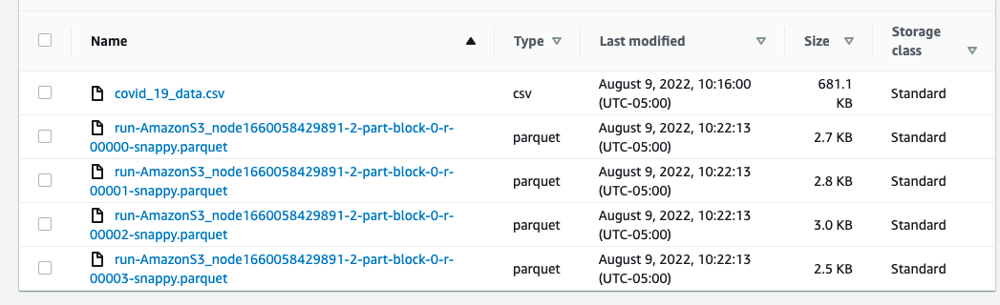 Name Type Last modified Size Storage
class
covid_19_data.csv csv August 9, 2022, 10:16:00
(UTC-05:00) 681.1
KB Standard
run-AmazonS3_node1660058429891-2-part-block-0-r-
00000-snappy.parquet parquet August 9, 2022, 10:22:13
(UTC-05:00) 2.7 KB Standard
run-AmazonS3_node1660058429891-2-part-block-0-r-
00001-snappy.parquet parquet August 9, 2022, 10:22:13
(UTC-05:00) 2.8 KB Standard
run-AmazonS3_node1660058429891-2-part-block-0-r-
00002-snappy.parquet parquet August 9, 2022, 10:22:13
(UTC-05:00) 3.0 KB Standard
run-AmazonS3_node1660058429891-2-part-block-0-r-
00003-snappy.parquet parquet August 9, 2022, 10:22:13
(UTC-05:00) 2.5 KB Standard